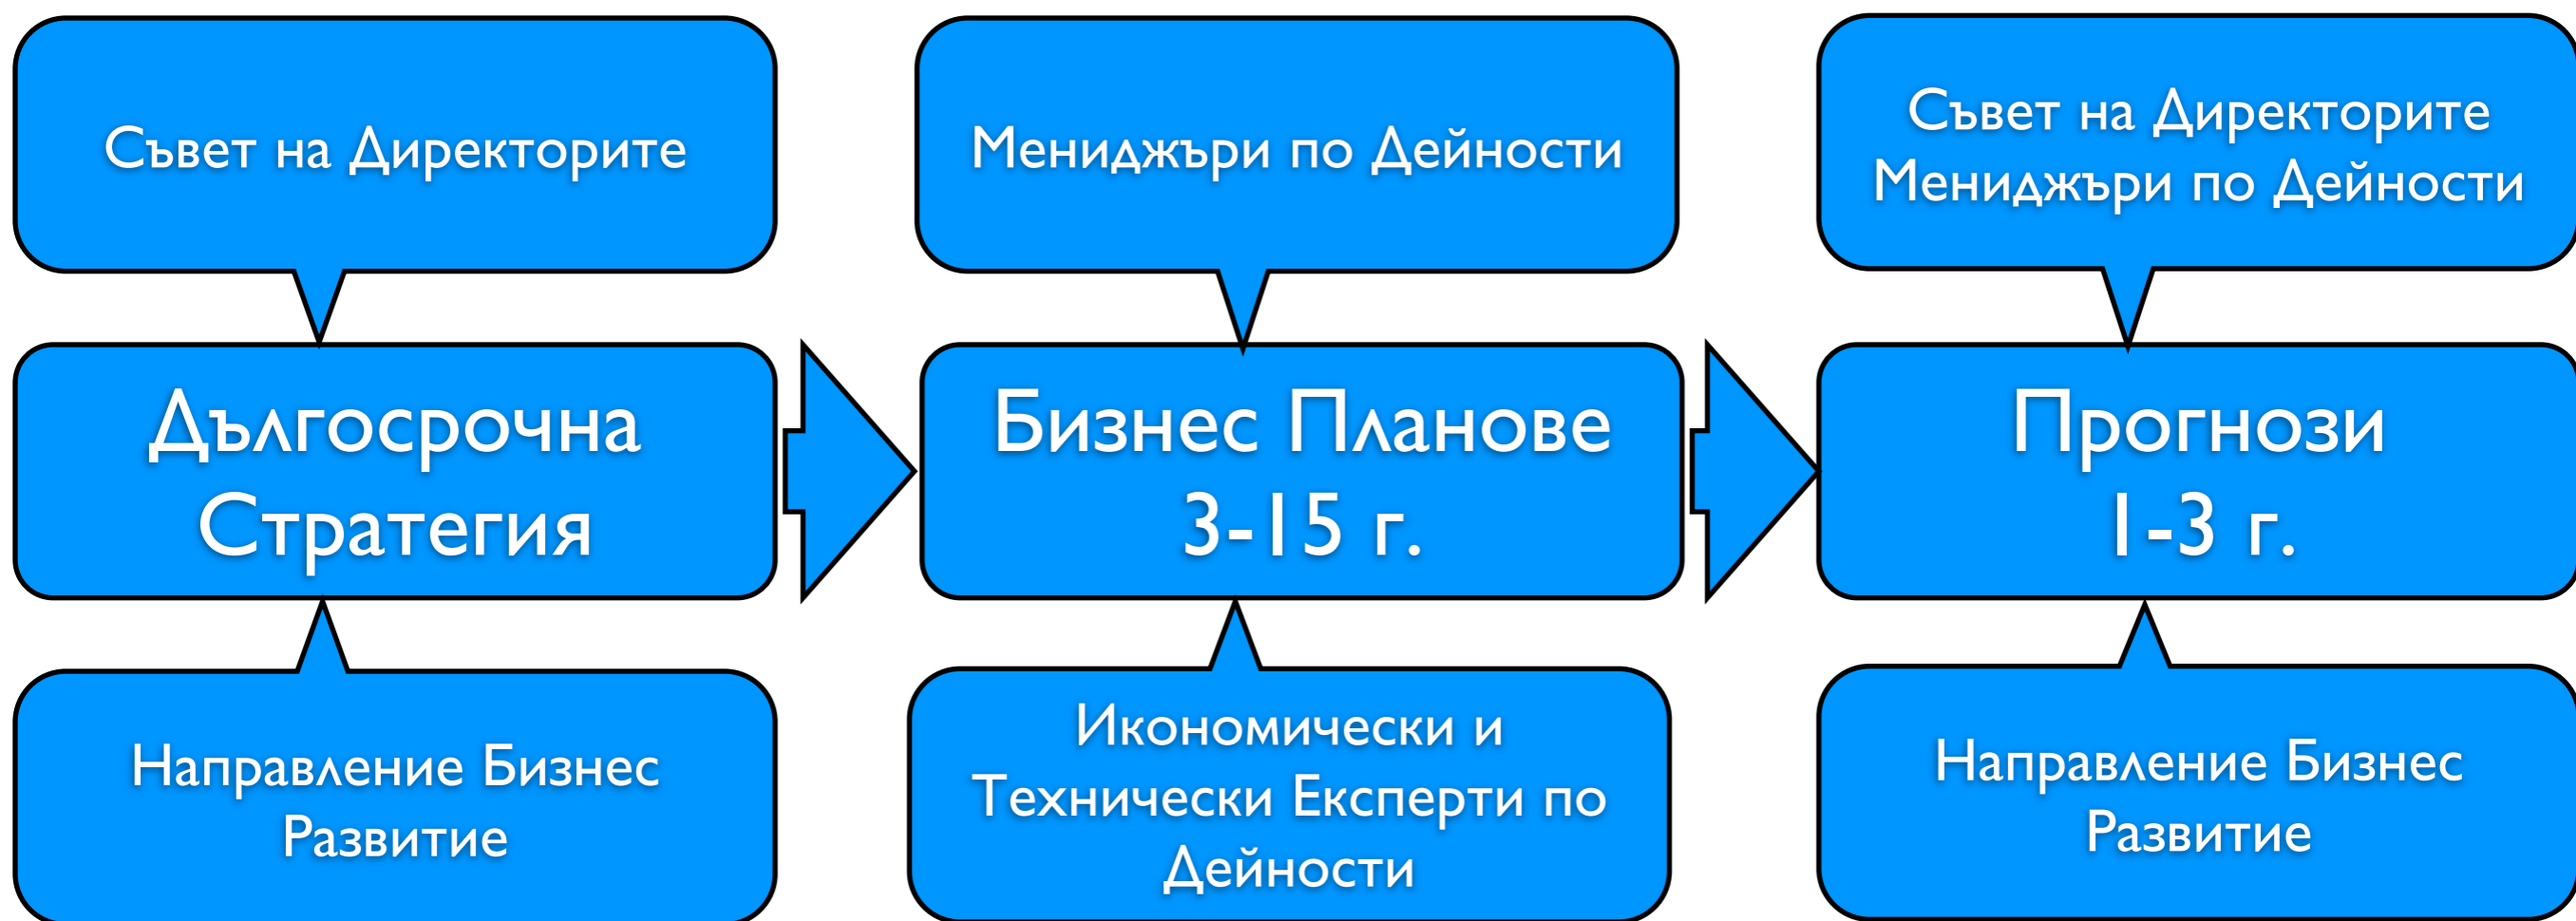 Съвет на Директорите
Мениджъри по Дейности
Съвет на Директорите
Мениджъри по Дейности
Дългосрочна
Стратегия
Бизнес Планове
3-15 г.
Прогнози
1-3 г.
Направление Бизнес
Развитие
Икономически и
Технически Експерти по
Дейности
Направление Бизнес
Развитие